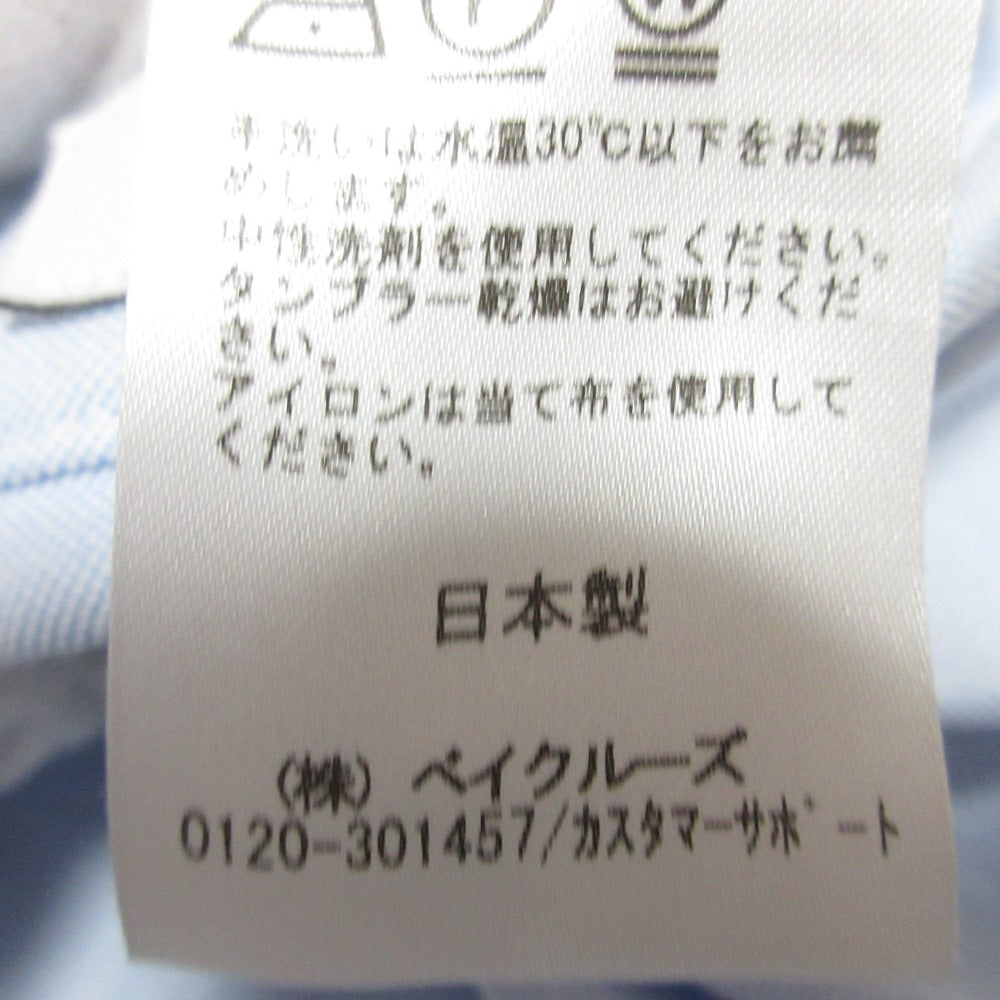 手洗いは水温30℃以下をお薦
めします。
中性洗剤を使用してください。
タンブラー乾燥はお避けくだ
さい。
アイロンは当て布を使用して
ください。
日本製
(株) ベイクルーズ
0120-301457/カスタマーサポート